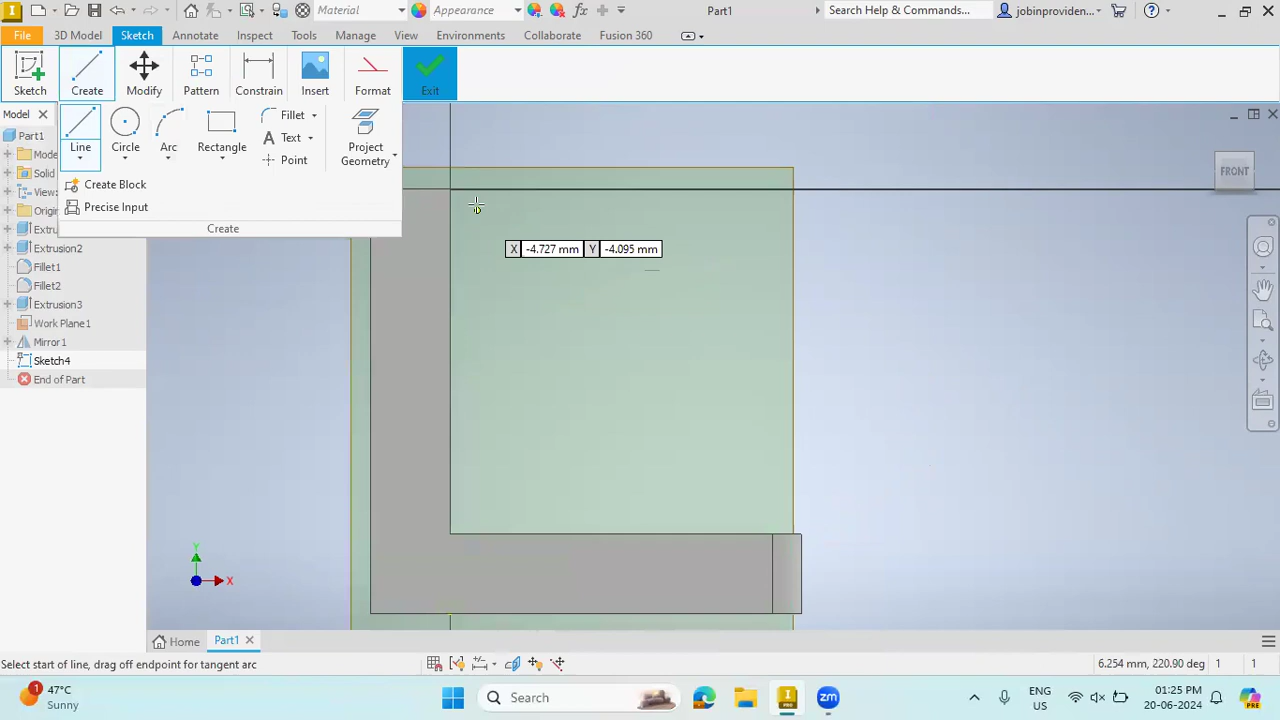 Material Appearance Part1 Search Help & Commands... jobinproviden...
File 3D Model Sketch Annotate Inspect Tools Manage View Environments Collaborate Fusion 360
Sketch Create Modify Pattern Constrain Insert Format Exit
Model
Line Circle Arc Rectangle Fillet Text Point Project Geometry
Create Block
Precise Input
Create
Part1
Mode
Solid
View:
Origin
Extru
Extrusion2
Fillet1
Fillet2
Extrusion3
Work Plane1
Mirror1
Sketch4
End of Part
FRONT
X -4.727 mm Y -4.095 mm
Y
X
Home Part1
Select start of line, drag off endpoint for tangent arc 6.254 mm, 220.90 deg 1 1
1 47°C
Sunny
Search
PRO
zm
ENG
US
01:25 PM
20-06-2024
PRE